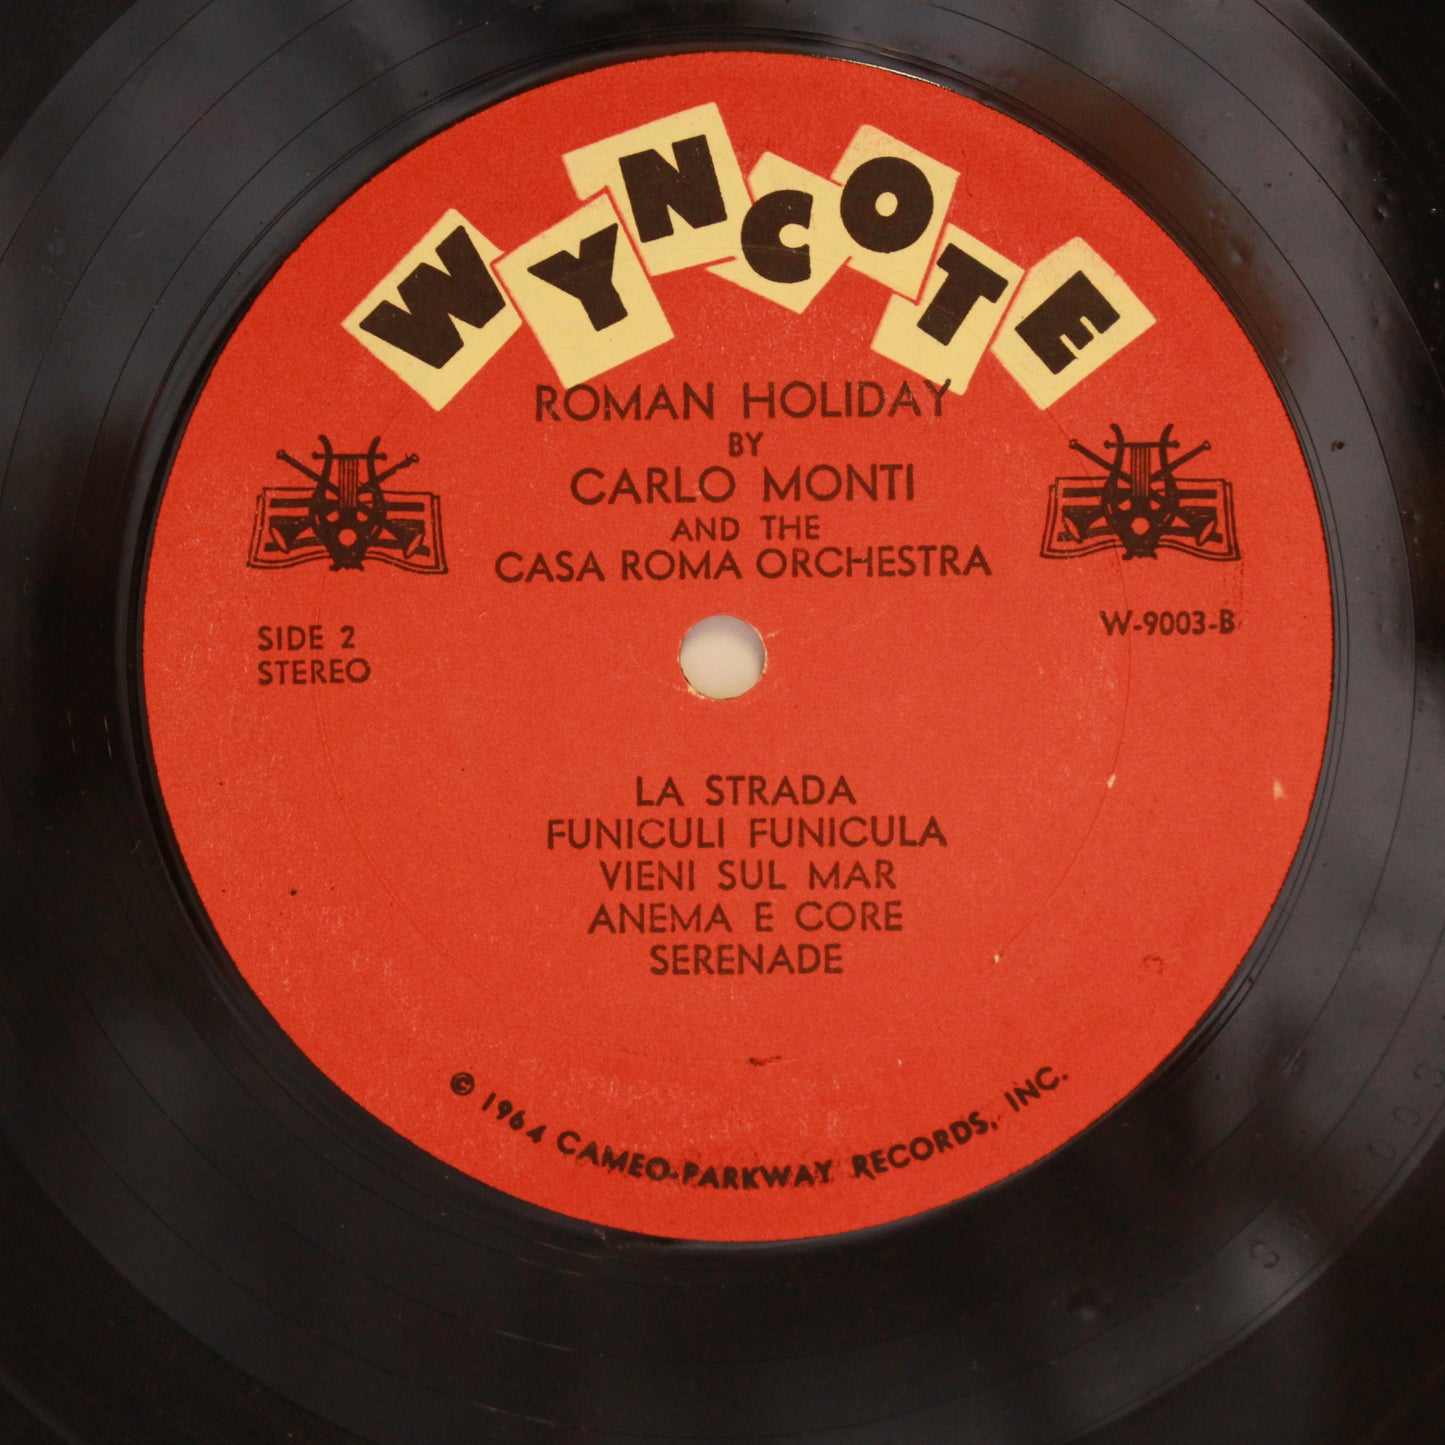 WYNCOTE
ROMAN HOLIDAY
BY
CARLO MONTI
AND THE
CASA ROMA ORCHESTRA
SIDE 2
STEREO
W-9003-B
LA STRADA
FUNICULI FUNICULA
VIENI SUL MAR
ANEMA E CORE
SERENADE
© 1964 CAMEO-PARKWAY RECORDS, INC.
3